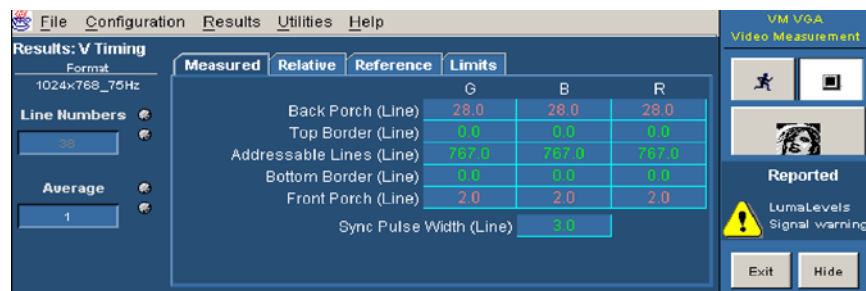 File Configuration Results Utilities Help
VM VGA
Video Measurement
Results: V Timing
Format
1024x768_75Hz
Line Numbers
38
Average
1
Measured Relative Reference Limits
G B R
Back Porch (Line) 28.0 28.0 28.0
Top Border (Line) 0.0 0.0 0.0
Addressable Lines (Line) 767.0 767.0 767.0
Bottom Border (Line) 0.0 0.0 0.0
Front Porch (Line) 2.0 2.0 2.0
Sync Pulse Width (Line) 3.0
Reported
LumaLevels
Signal warning
Exit Hide